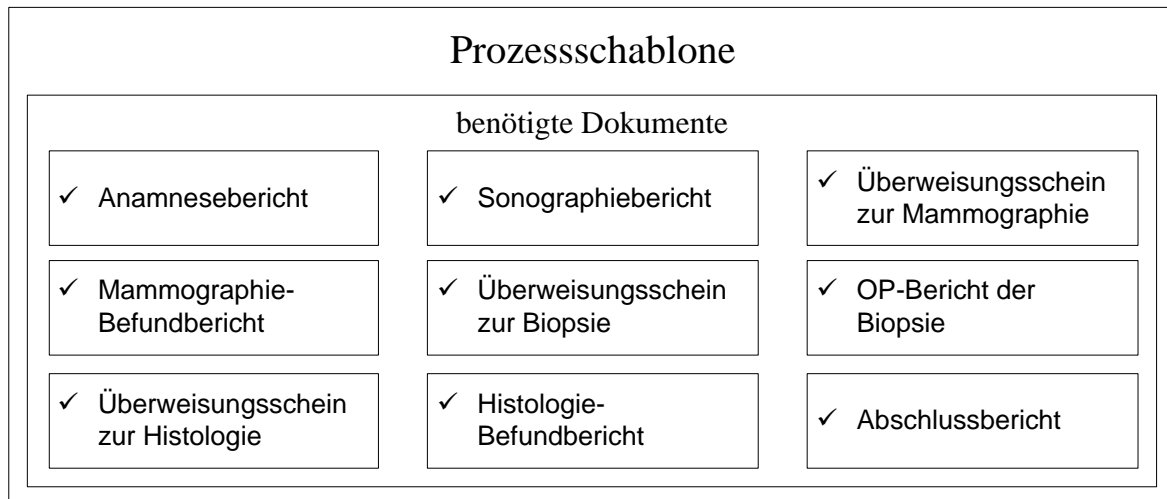 Prozessschablone
benötigte Dokumente
✓ Anamnesebericht
✓ Sonographiebericht
✓ Überweisungsschein
zur Mammographie
✓ Mammographie-
Befundbericht
✓ Überweisungsschein
zur Biopsie
✓ OP-Bericht der
Biopsie
✓ Überweisungsschein
zur Histologie
✓ Histologie-
Befundbericht
✓ Abschlussbericht